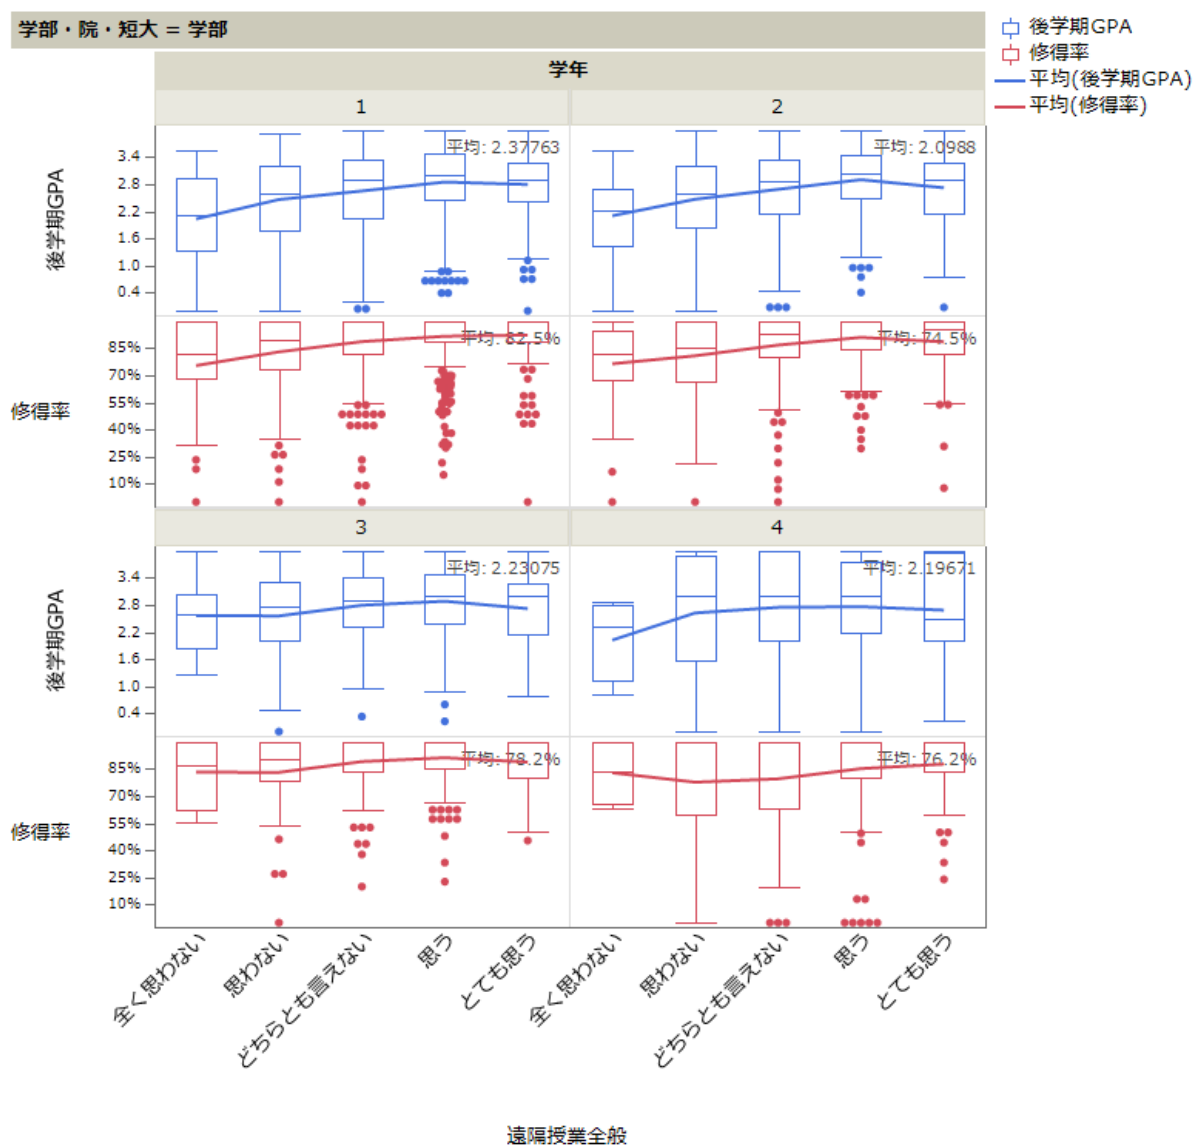 学部・院・短大 = 学部
後学期GPA
修得率
平均(後学期GPA)
平均(修得率)
学年
1
2
後学期GPA
3.4
2.8
2.2
1.6
1.0
0.4
平均: 2.37763
平均: 2.0988
修得率
85%
70%
55%
40%
25%
10%
平均: 82.5%
平均: 74.5%
3
4
後学期GPA
3.4
2.8
2.2
1.6
1.0
0.4
平均: 2.23075
平均: 2.19671
修得率
85%
70%
55%
40%
25%
10%
平均: 78.2%
平均: 76.2%
全く思わない
思わない
どちらとも言えない
思う
とても思う
全く思わない
思わない
どちらとも言えない
思う
とても思う
遠隔授業全般